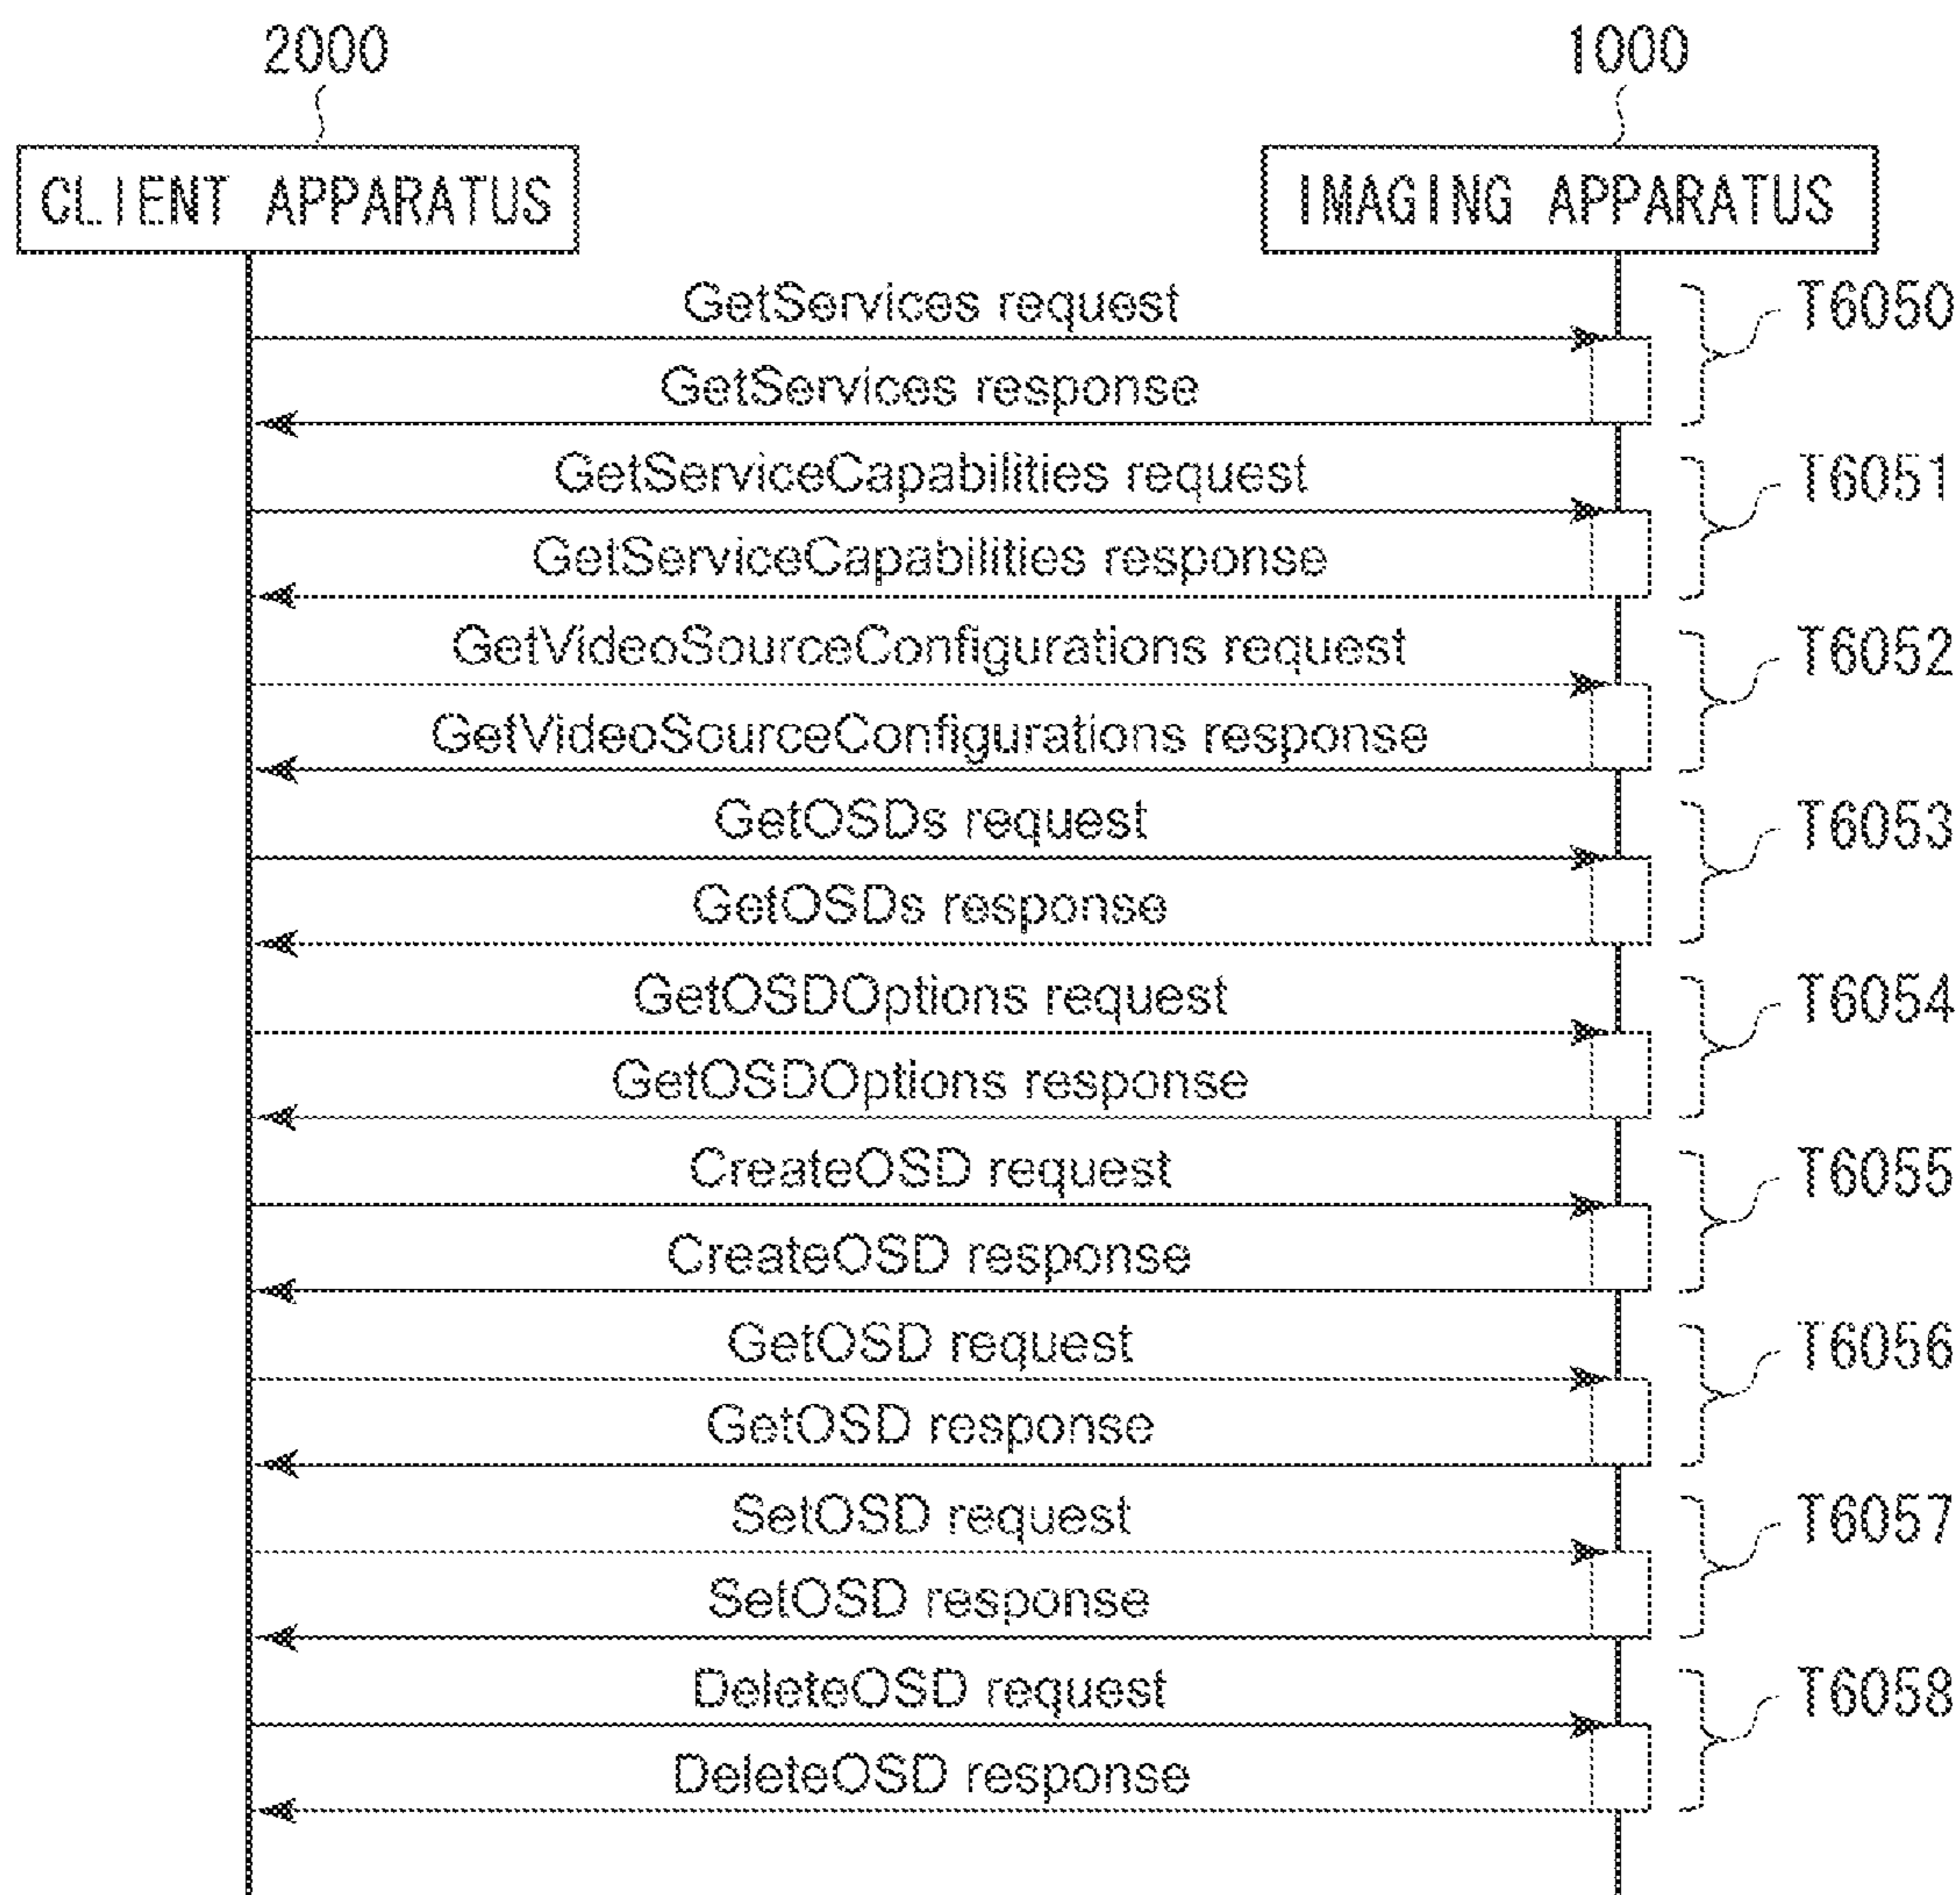 2000
1000
CLIENT APPARATUS
IMAGING APPARATUS
GetServices request
T6050
GetServices response
GetServiceCapabilities request
T6051
GetServiceCapabilities response
GetVideoSourceConfigurations request
T6052
GetVideoSourceConfigurations response
GetOSDs request
T6053
GetOSDs response
GetOSDOptions request
T6054
GetOSDOptions response
CreateOSD request
T6055
CreateOSD response
GetOSD request
T6056
GetOSD response
SetOSD request
T6057
SetOSD response
DeleteOSD request
T6058
DeleteOSD response